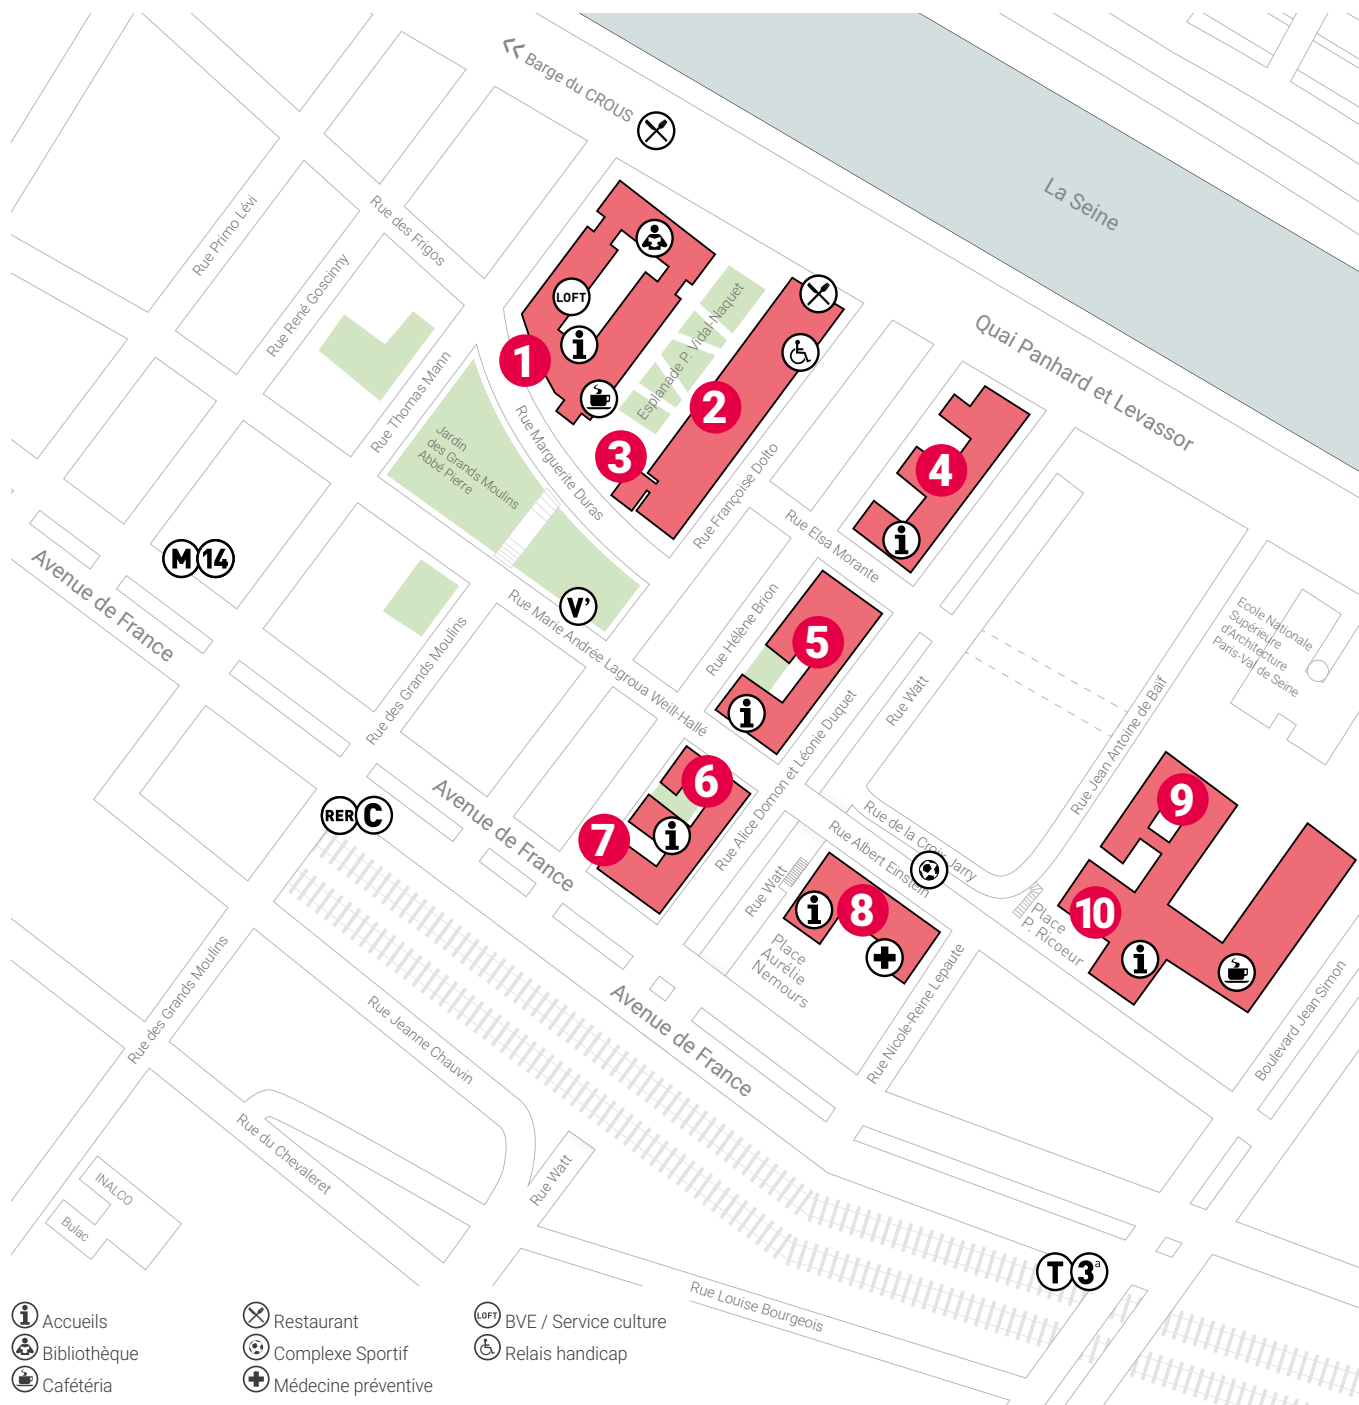 Barge du CROUS
La Seine
Rue Primo Lévi
Rue des Frigos
Rue René Goscinny
LOFT
1
Esplanade P. Vidal-Naquet
2
3
Quai Panhard et Levassor
Rue Thomas Mann
Jardin
des Grands Moulins
Abbé Pierre
Rue Marguerite Duras
Rue Françoise Dolto
4
Rue Elsa Morante
M 14
Avenue de France
V'
Rue Marie Andrée Lagroua Weill-Hallé
Rue Hélène Brion
5
Rue des Grands Moulins
Ecole Nationale
Supérieure
d'Architecture
Paris-Val de Seine
Rue Watt
Rue Jean Antoine de Baïf
Rue Alice Domon et Léonie Duquet
6
7
RER C
Avenue de France
Rue de la Croix Jarry
Rue Albert Einstein
Rue Watt
8
9
10
Place
P. Ricoeur
Place
Aurélie
Nemours
Rue Nicole-Reine Lepaute
Boulevard Jean Simon
Avenue de France
Rue des Grands Moulins
Rue Jeanne Chauvin
Rue du Chevaleret
Rue Watt
INALCO
Bulac
T 3a
Rue Louise Bourgeois
Accueils
Bibliothèque
Cafétéria
Restaurant
Complexe Sportif
Médecine préventive
LOFT BVE / Service culture
Relais handicap